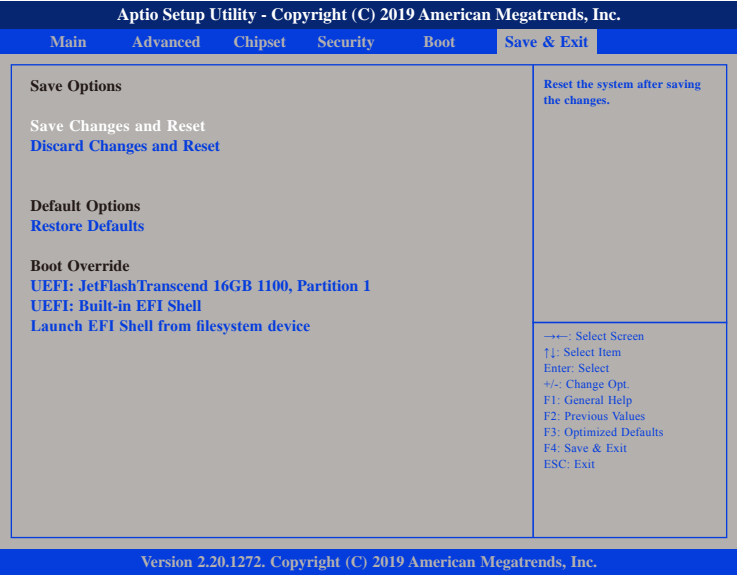 Aptio Setup Utility - Copyright (C) 2019 American Megatrends, Inc.
Main Advanced Chipset Security Boot Save & Exit
Save Options
Save Changes and Reset
Discard Changes and Reset
Default Options
Restore Defaults
Boot Override
UEFI: JetFlashTranscend 16GB 1100, Partition 1
UEFI: Built-in EFI Shell
Launch EFI Shell from filesystem device
Reset the system after saving
the changes.
→←: Select Screen
↑↓: Select Item
Enter: Select
+/-: Change Opt.
F1: General Help
F2: Previous Values
F3: Optimized Defaults
F4: Save & Exit
ESC: Exit
Version 2.20.1272. Copyright (C) 2019 American Megatrends, Inc.